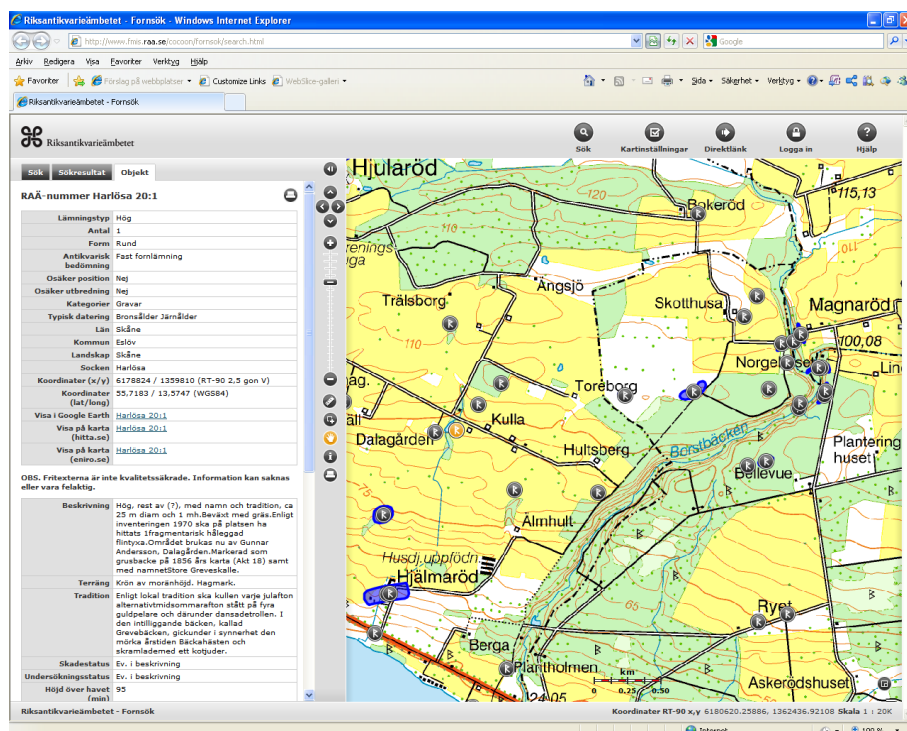 Riksantikvarieämbetet - Fornsök - Windows Internet Explorer
http://www.fmis.raa.se/cocoon/fornsok/search.html
Google
Arkiv Redigera Visa Favoriter Verktyg Hjälp
Favoriter Förslag på webbplatser Customize Links WebSlice-galleri
Sida Säkerhet Verktyg
Riksantikvarieämbetet - Fornsök
Riksantikvarieämbetet
Sök Kartinställningar Direktlänk Logga in Hjälp
Sök Sökresultat Objekt
RAÄ-nummer Harlösa 20:1
Lämningstyp Hög
Antal 1
Form Rund
Antikvarisk bedömning Fast fornlämning
Osäker position Nej
Osäker utbredning Nej
Kategorier Gravar
Typisk datering Bronsålder Järnålder
Län Skåne
Kommun Eslöv
Landskap Skåne
Socken Harlösa
Koordinater (x/y) 6178824 / 1359810 (RT-90 2,5 gon V)
Koordinater (lat/long) 55,7183 / 13,5747 (WGS84)
Visa i Google Earth Harlösa 20:1
Visa på karta (hitta.se) Harlösa 20:1
Visa på karta (eniro.se) Harlösa 20:1
OBS. Fritexterna är inte kvalitetssäkrade. Information kan saknas
eller vara felaktig.
Beskrivning Hög, rest av (?), med namn och tradition, ca
25 m diam och 1 mh.Beväxt med gräs.Enligt
inventeringen 1970 ska på platsen ha
hittats 1fragmentarisk håleggad
flintyxa.Området brukas nu av Gunnar
Andersson, Dalagården.Markerad som
grusbacke på 1856 års karta (Akt 18) samt
med namnetStore Greveskalle.
Terräng Krön av moränhöjd. Hagmark.
Tradition Enligt lokal tradition ska kullen varje julafton
alternativtmidsommarafton stått på fyra
guldpelare och därunder dansadetrollen. I
den intilliggande bäcken, kallad
Grevebäcken, gickunder i synnerhet den
mörka årstiden Bäckahästen och
skramlademed ett kotjuder.
Skadestatus Ev. i beskrivning
Undersökningsstatus Ev. i beskrivning
Höjd över havet (min) 95
Hjularöd
120
Bokeröd
115,13
110
Ängsjö
110
Trälsborg
Skotthusa
Magnaröd
110
100,08
Toreborg
Kulla
Dalagården
Hultsberg
Borstbäcken
Plantering
huset
Bellevue
75
Älmhult
Husdj.uppfödn
Hjälmaröd
65
Ryet
Berga
Plantholmen
Askerödshuset
24,05
km
0 0.25 0.50
Riksantikvarieämbetet - Fornsök
Koordinater RT-90 x,y 6180620.25886, 1362436.92108 Skala 1 : 20K
Internet
100 %